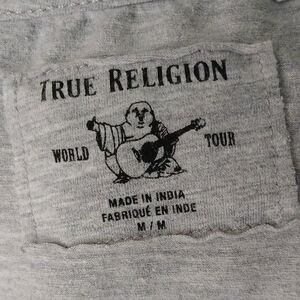 TRUE RELIGION
WORLD TOUR
MADE IN INDIA
FABRIQUÉ EN INDE
M / M